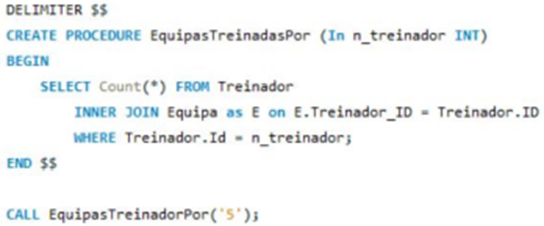 DELIMITER $$
CREATE PROCEDURE EquipasTreinadasPor (In n_treinador INT)
BEGIN
SELECT Count(*) FROM Treinador
INNER JOIN Equipa as E on E.Treinador_ID = Treinador.ID
WHERE Treinador.Id = n_treinador;
END $$
CALL EquipasTreinadorPor('5');